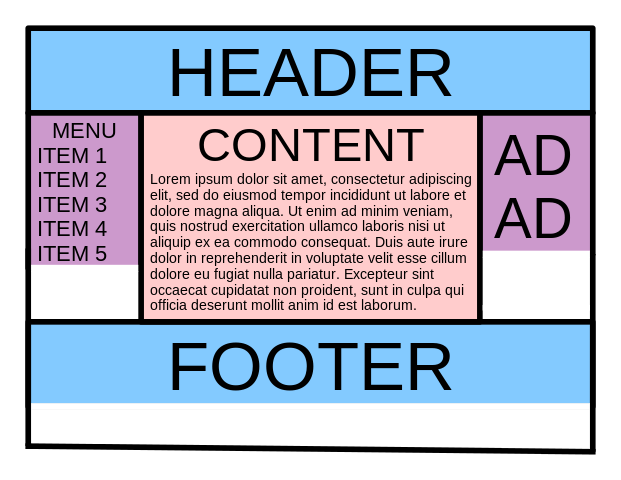 HEADER
MENU
ITEM 1
ITEM 2
ITEM 3
ITEM 4
ITEM 5
CONTENT
Lorem ipsum dolor sit amet, consectetur adipiscing
elit, sed do eiusmod tempor incididunt ut labore et
dolore magna aliqua. Ut enim ad minim veniam,
quis nostrud exercitation ullamco laboris nisi ut
aliquip ex ea commodo consequat. Duis aute irure
dolor in reprehenderit in voluptate velit esse cillum
dolore eu fugiat nulla pariatur. Excepteur sint
occaecat cupidatat non proident, sunt in culpa qui
officia deserunt mollit anim id est laborum.
AD
AD
FOOTER